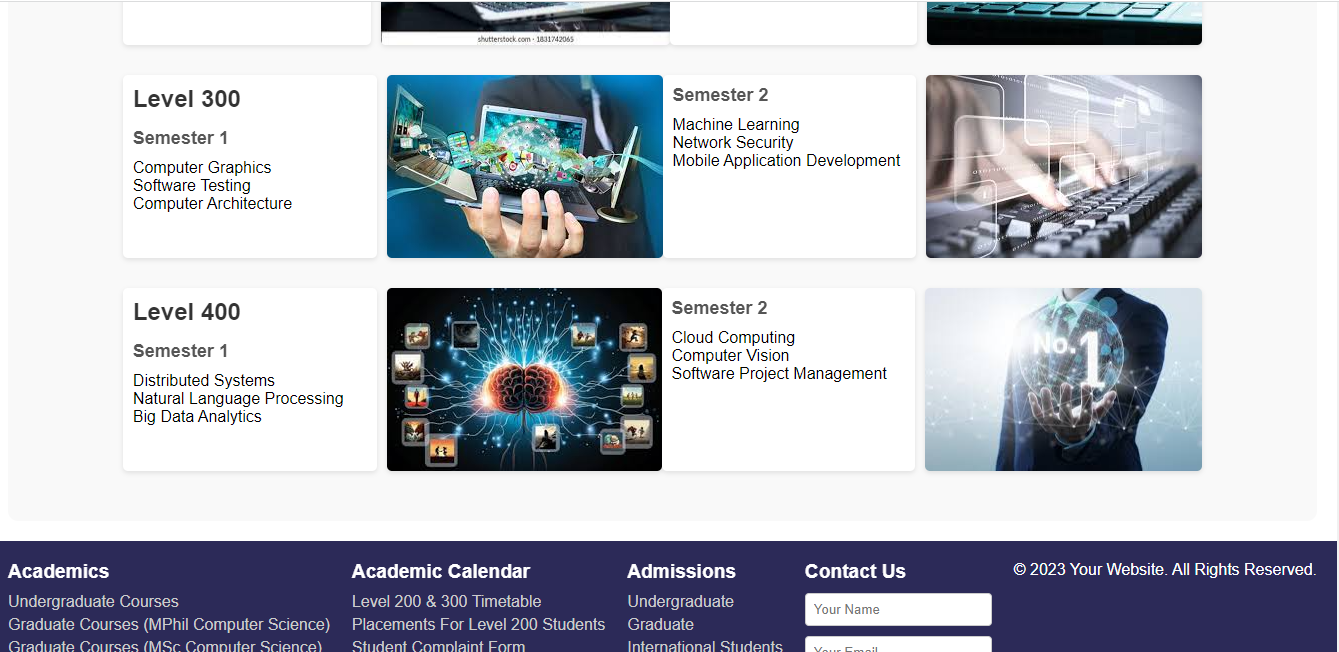 shutterstock.com · 1831742065
Level 300
Semester 1
Computer Graphics
Software Testing
Computer Architecture
Semester 2
Machine Learning
Network Security
Mobile Application Development
Level 400
Semester 1
Distributed Systems
Natural Language Processing
Big Data Analytics
Semester 2
Cloud Computing
Computer Vision
Software Project Management
No.1
Academics
Undergraduate Courses
Graduate Courses (MPhil Computer Science)
Graduate Courses (MSc Computer Science)
Academic Calendar
Level 200 & 300 Timetable
Placements For Level 200 Students
Student Complaint Form
Admissions
Undergraduate
Graduate
International Students
Contact Us
Your Name
Your Email
© 2023 Your Website. All Rights Reserved.